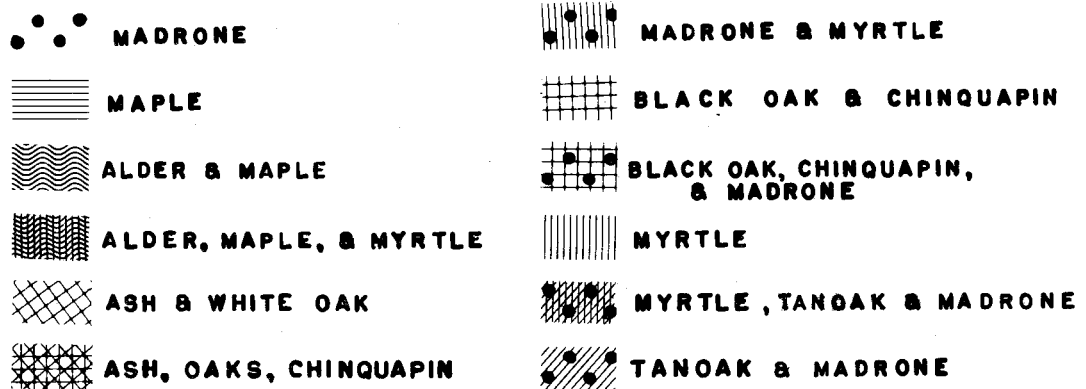 MADRONE
MAPLE
ALDER & MAPLE
ALDER, MAPLE, & MYRTLE
ASH & WHITE OAK
ASH, OAKS, CHINQUAPIN
MADRONE & MYRTLE
BLACK OAK & CHINQUAPIN
BLACK OAK, CHINQUAPIN,
& MADRONE
MYRTLE
MYRTLE, TANOAK & MADRONE
TANOAK & MADRONE